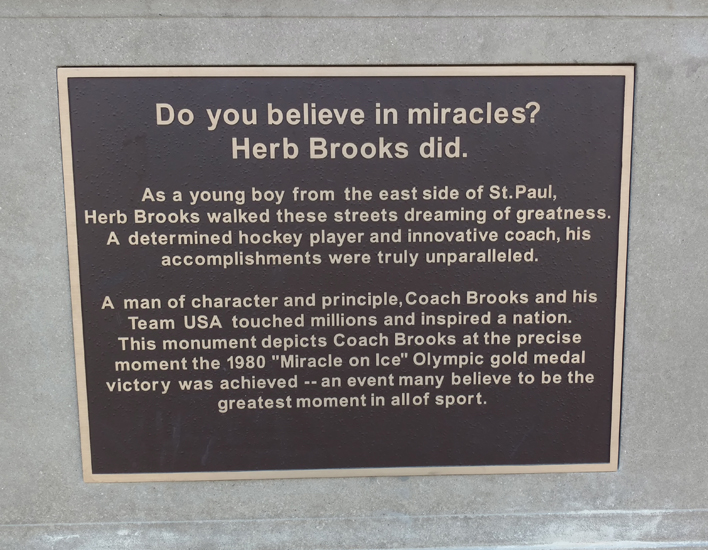 Do you believe in miracles?
Herb Brooks did.
As a young boy from the east side of St.Paul,
Herb Brooks walked these streets dreaming of greatness.
A determined hockey player and innovative coach, his
accomplishments were truly unparalleled.
A man of character and principle, Coach Brooks and his
Team USA touched millions and inspired a nation.
This monument depicts Coach Brooks at the precise
moment the 1980 "Miracle on Ice" Olympic gold medal
victory was achieved -- an event many believe to be the
greatest moment in all of sport.